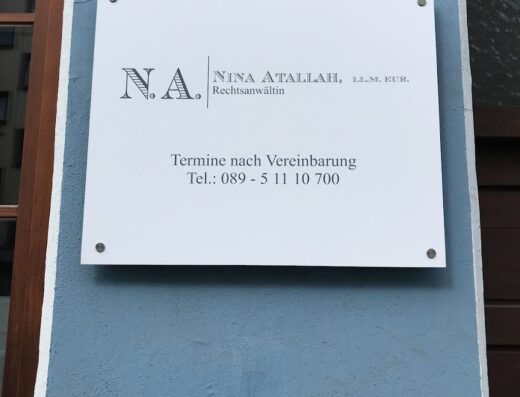 N.A.
NINA ATALLAH, LL.M. EUR.
Rechtsanwältin
Termine nach Vereinbarung
Tel.: 089 - 5 11 10 700